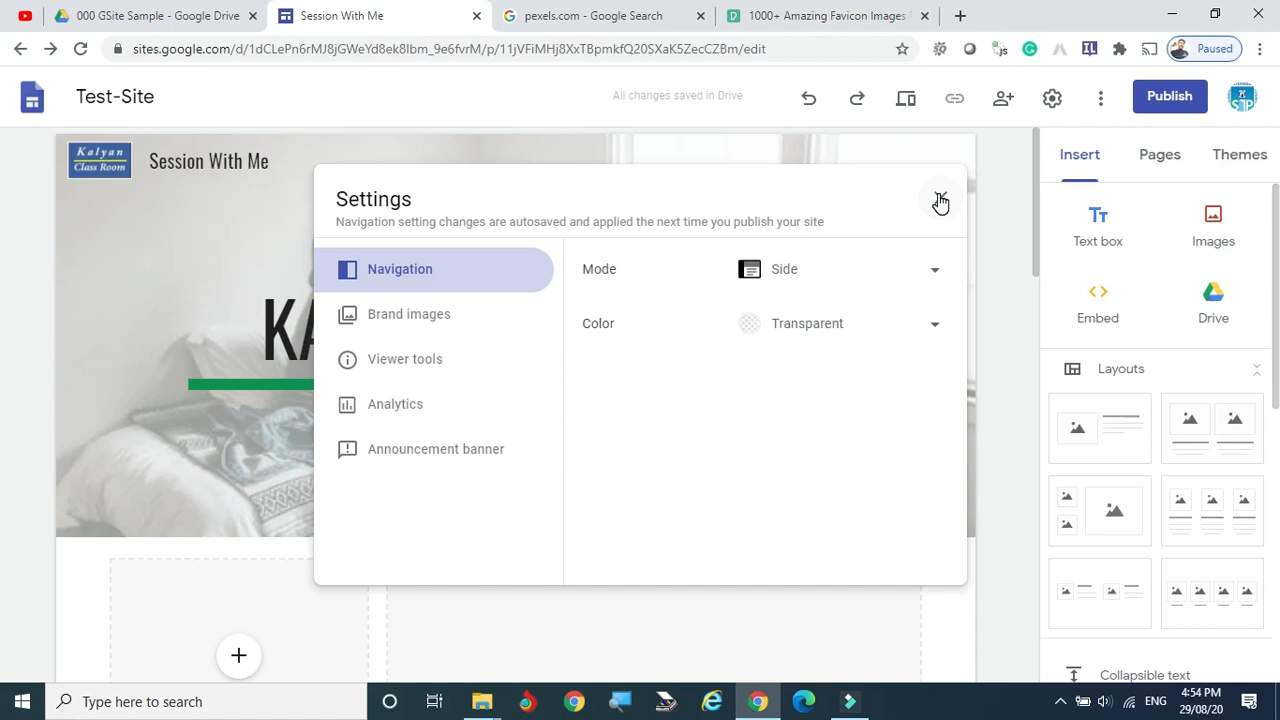 000 GSite Sample - Google Drive
Session With Me
pexels.com - Google Search
1000+ Amazing Favicon Images
sites.google.com/d/1dCLePn6rMJ8jGWeYd8ek8Ibm_9e6fvrM/p/11jVFiMHj8XxTBpmkfQ20SXaK5ZecCZBm/edit
Paused
Test-Site
All changes saved in Drive
Publish
Kalyan
Class Room
Session With Me
KA
Settings
Navigation setting changes are autosaved and applied the next time you publish your site
Navigation
Brand images
Viewer tools
Analytics
Announcement banner
Mode
Side
Color
Transparent
Insert
Pages
Themes
Text box
Images
Embed
Drive
Layouts
Collapsible text
Type here to search
ENG
4:54 PM
29/08/20